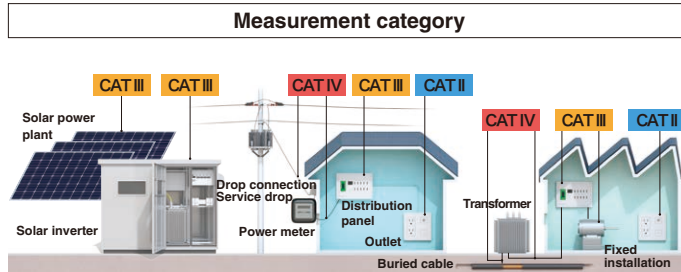 Measurement category
CAT III
CAT III
CAT IV
CAT III
CAT II
CAT IV
CAT III
CAT II
Solar power
plant
Solar inverter
Drop connection
Service drop
Power meter
Distribution
panel
Outlet
Transformer
Buried cable
Fixed
installation